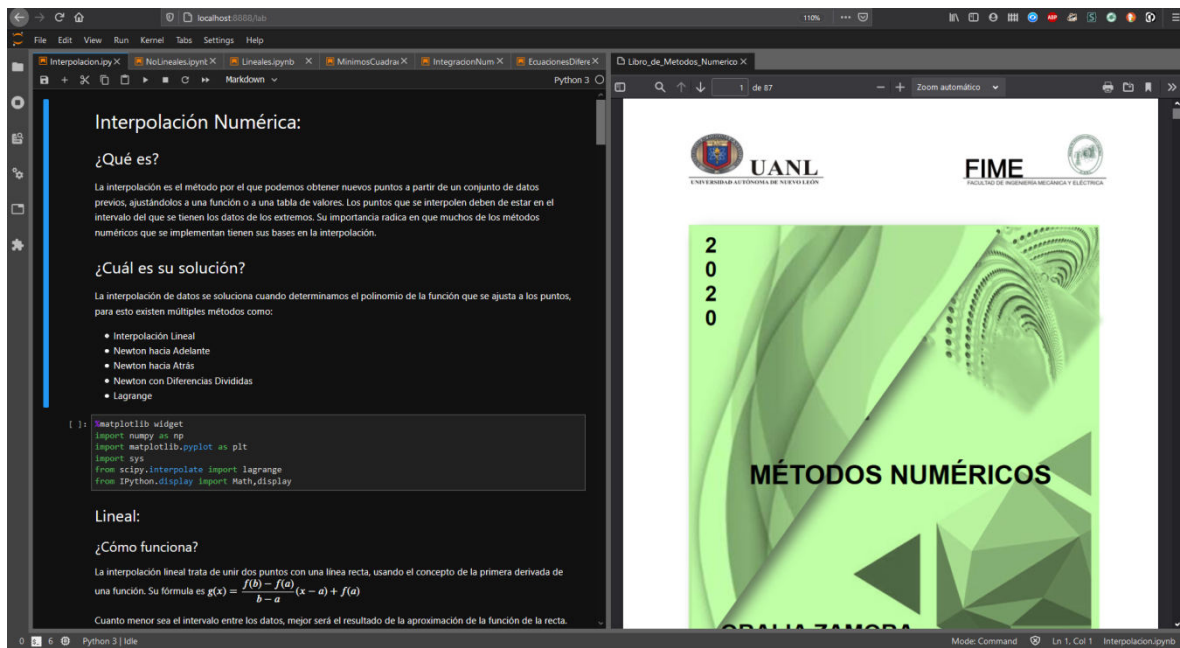 localhost:8888/lab
110%
File Edit View Run Kernel Tabs Settings Help
Interpolacion.ipy
NoLineales.ipynb
Lineales.ipynb
MinimosCuadra
IntegracionNum
EcuacionesDifere
Markdown
Python 3
Interpolación Numérica:
¿Qué es?
La interpolación es el método por el que podemos obtener nuevos puntos a partir de un conjunto de datos
previos, ajustándolos a una función o a una tabla de valores. Los puntos que se interpolen deben de estar en el
intervalo del que se tienen los datos de los extremos. Su importancia radica en que muchos de los métodos
numéricos que se implementan tienen sus bases en la interpolación.
¿Cuál es su solución?
La interpolación de datos se soluciona cuando determinamos el polinomio de la función que se ajusta a los puntos,
para esto existen múltiples métodos como:
• Interpolación Lineal
• Newton hacia Adelante
• Newton hacia Atrás
• Newton con Diferencias Divididas
• Lagrange
[ ]: %matplotlib widget
import numpy as np
import matplotlib.pyplot as plt
import sys
from scipy.interpolate import lagrange
from IPython.display import Math,display
Lineal:
¿Cómo funciona?
La interpolación lineal trata de unir dos puntos con una línea recta, usando el concepto de la primera derivada de
una función. Su fórmula es g(x) = f(b) − f(a) / b − a (x − a) + f(a)
Cuanto menor sea el intervalo entre los datos, mejor será el resultado de la aproximación de la función de la recta.
Libro_de_Metodos_Numerico
1 de 87
Zoom automático
UANL
UNIVERSIDAD AUTÓNOMA DE NUEVO LEÓN
FIME
FACULTAD DE INGENIERÍA MECÁNICA Y ELÉCTRICA
2
0
2
0
MÉTODOS NUMÉRICOS
ORALIA ZAMORA
0 6 Python 3 | Idle
Mode: Command Ln 1, Col 1 Interpolacion.ipynb